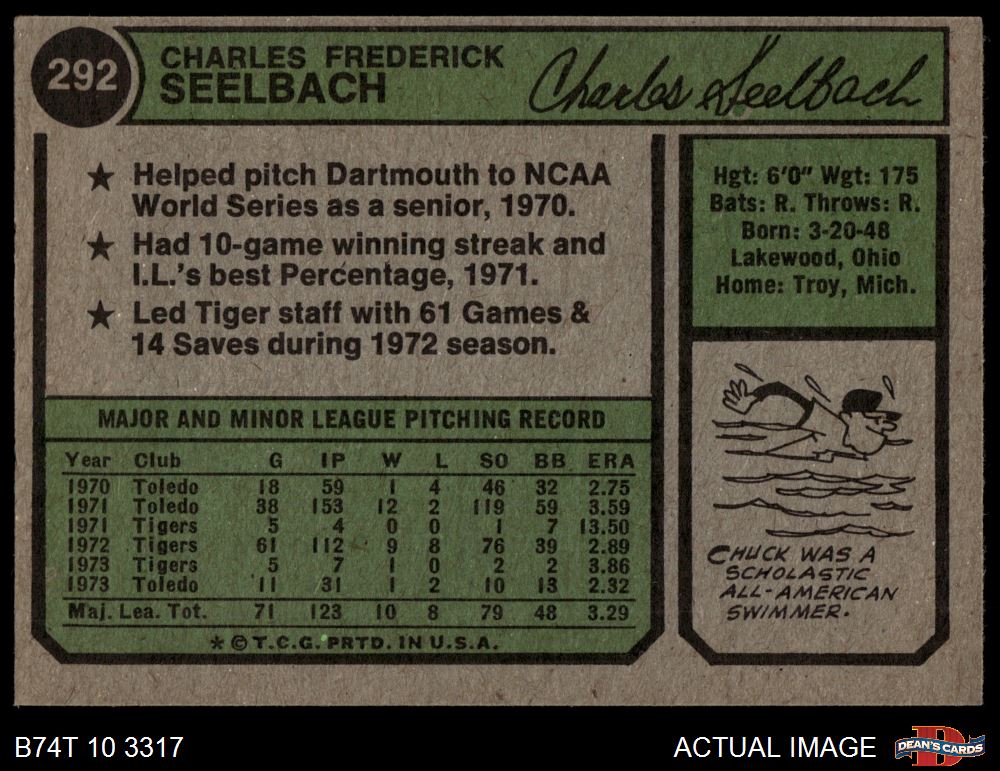 292
CHARLES FREDERICK
SEELBACH
Charles Seelbach
★ Helped pitch Dartmouth to NCAA
World Series as a senior, 1970.
★ Had 10-game winning streak and
I.L.'s best Percentage, 1971.
★ Led Tiger staff with 61 Games &
14 Saves during 1972 season.
Hgt: 6'0" Wgt: 175
Bats: R. Throws: R.
Born: 3-20-48
Lakewood, Ohio
Home: Troy, Mich.
MAJOR AND MINOR LEAGUE PITCHING RECORD
Year Club G IP W L SO BB ERA
1970 Toledo 18 59 1 4 46 32 2.75
1971 Toledo 38 153 12 2 119 59 3.59
1971 Tigers 5 4 0 0 1 7 13.50
1972 Tigers 61 112 9 8 76 39 2.89
1973 Tigers 5 7 1 0 2 2 3.86
1973 Toledo 11 31 1 2 10 13 2.32
Maj. Lea. Tot. 71 123 10 8 79 48 3.29
* © T.C.G. PRTD. IN U.S.A.
CHUCK WAS A
SCHOLASTIC
ALL-AMERICAN
SWIMMER.
B74T 10 3317
ACTUAL IMAGE
D
DEAN'S CARDS